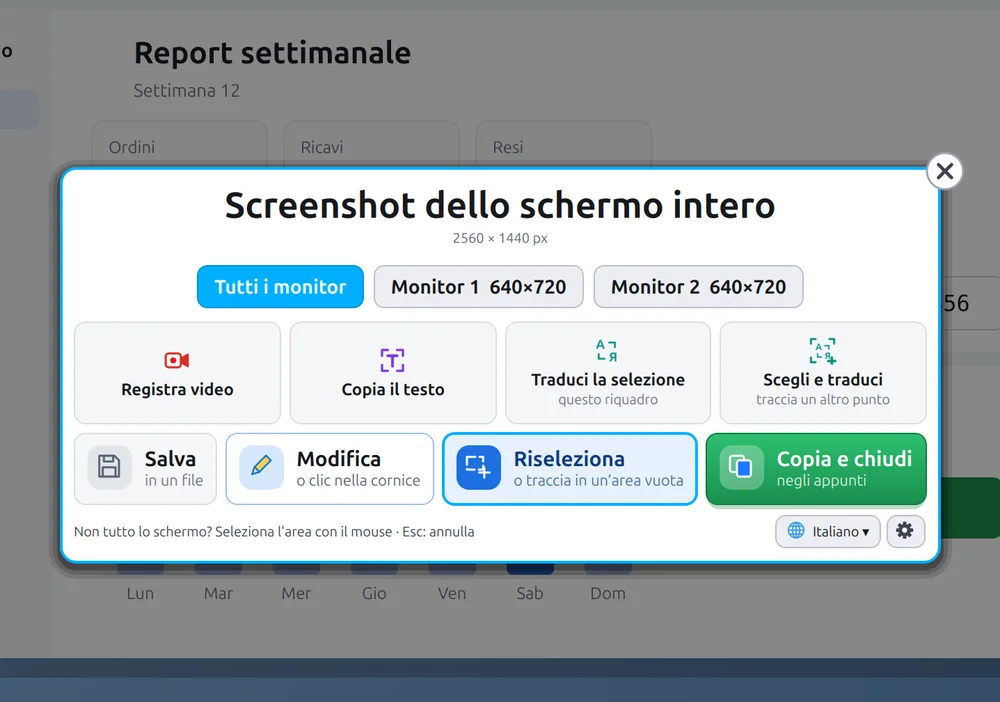 o
Report settimanale
Settimana 12
Ordini
Ricavi
Resi
Screenshot dello schermo intero
2560 × 1440 px
Tutti i monitor
Monitor 1 640×720
Monitor 2 640×720
56
Registra video
Copia il testo
Traduci la selezione
questo riquadro
Scegli e traduci
traccia un altro punto
Salva
in un file
Modifica
o clic nella cornice
Riseleziona
o traccia in un'area vuota
Copia e chiudi
negli appunti
Non tutto lo schermo? Seleziona l'area con il mouse · Esc: annulla
Italiano ▾
Lun Mar Mer Gio Ven Sab Dom